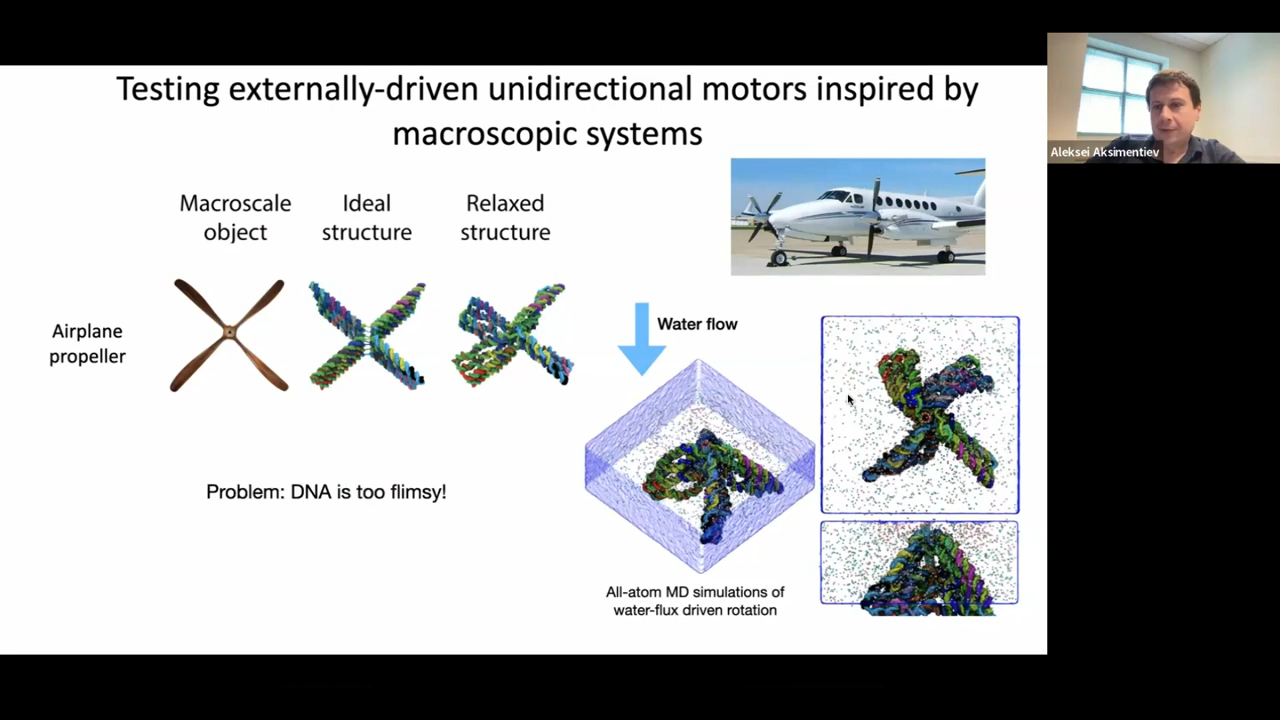 Testing externally-driven unidirectional motors inspired by
macroscopic systems
Aleksei Aksimentiev
Macroscale
object
Ideal
structure
Relaxed
structure
Airplane
propeller
Water flow
Problem: DNA is too flimsy!
All-atom MD simulations of
water-flux driven rotation